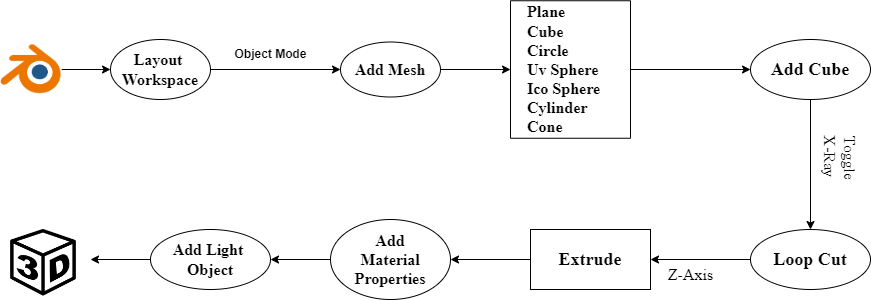 Layout
Workspace
Object Mode
Add Mesh
Plane
Cube
Circle
Uv Sphere
Ico Sphere
Cylinder
Cone
Add Cube
Toggle
X-Ray
Loop Cut
Z-Axis
Extrude
Add
Material
Properties
Add Light
Object
3D